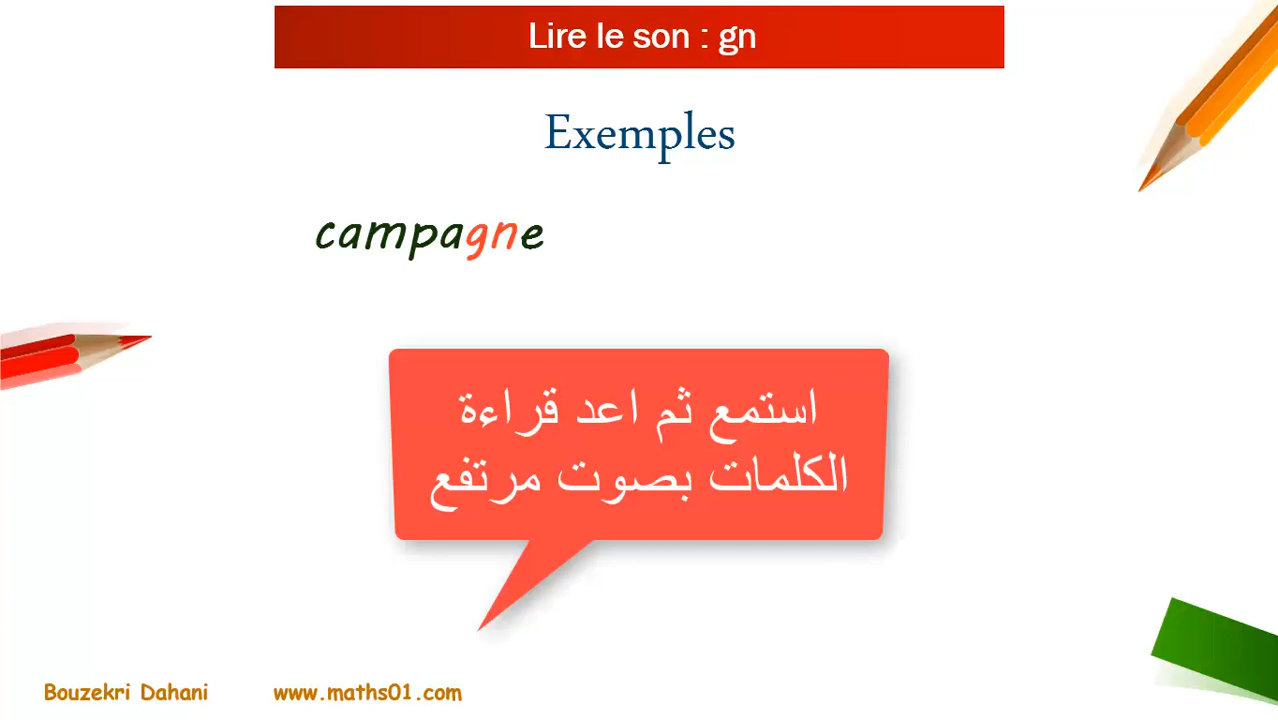 Lire le son : gn
Exemples
campagne
استمع ثم اعد قراءة
الكلمات بصوت مرتفع
Bouzekri Dahani www.maths01.com